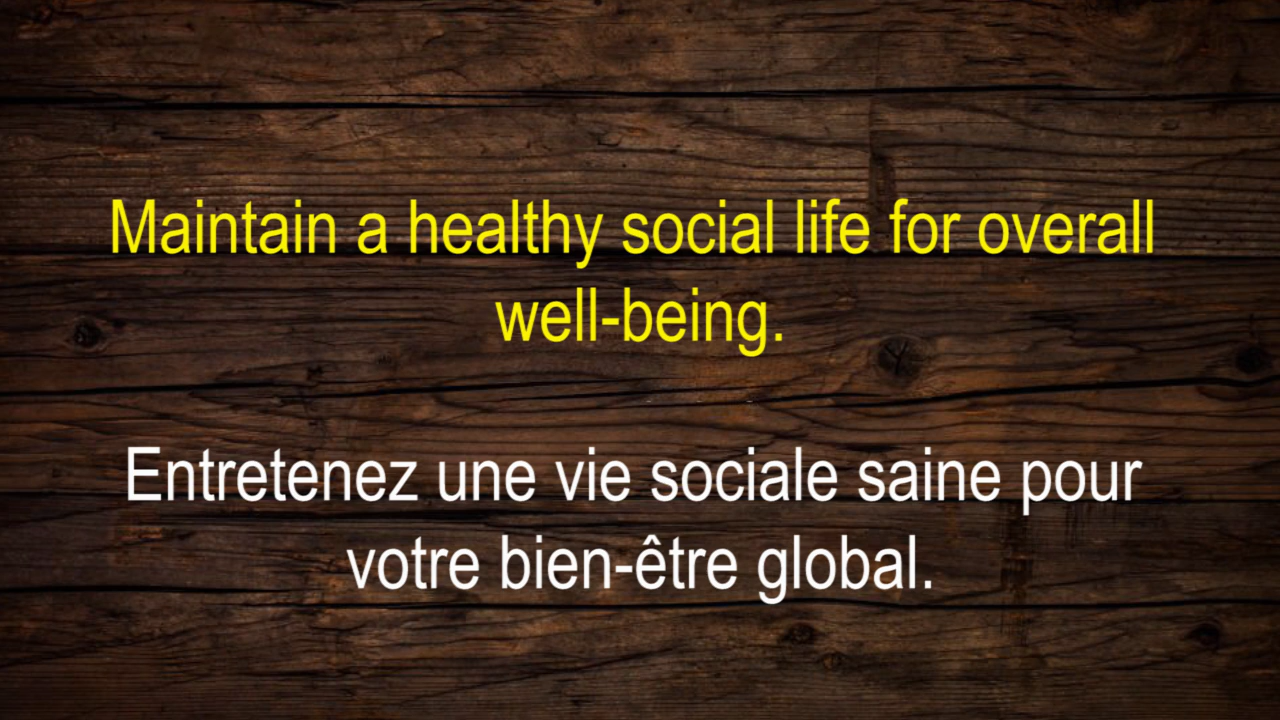 Maintain a healthy social life for overall
well-being.
Entretenez une vie sociale saine pour
votre bien-être global.